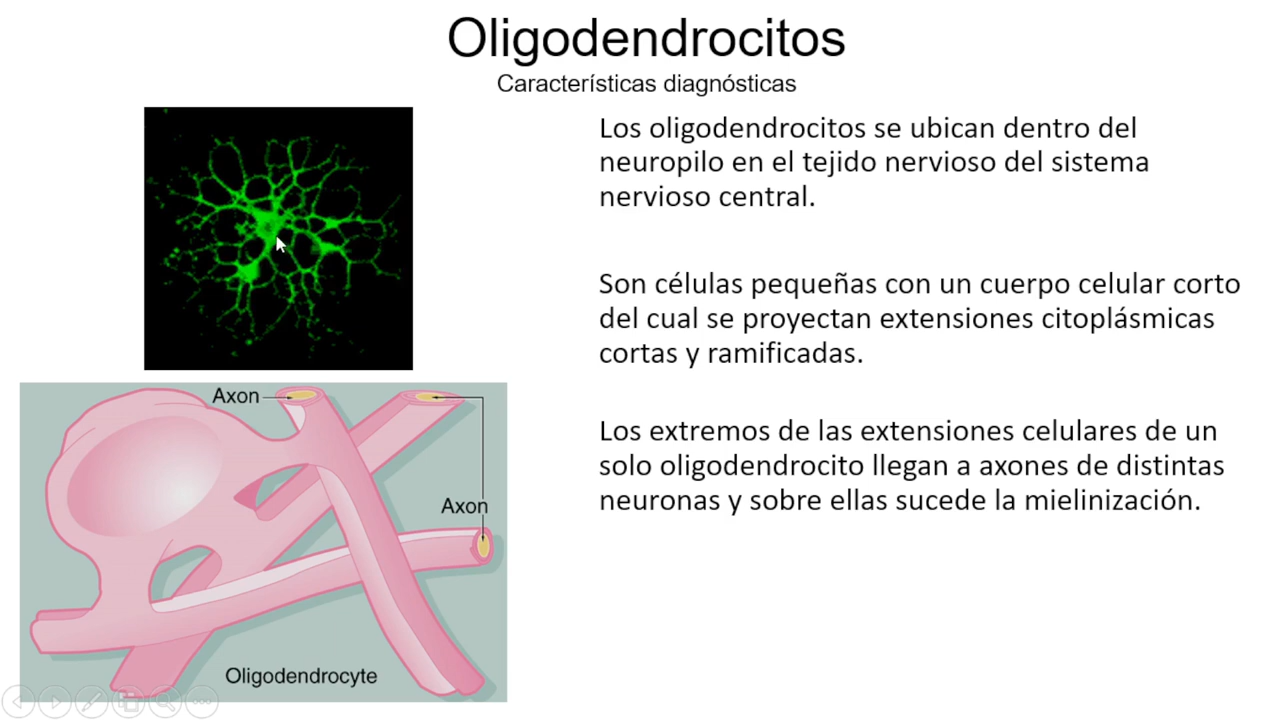 Oligodendrocitos
Características diagnósticas
Los oligodendrocitos se ubican dentro del
neuropilo en el tejido nervioso del sistema
nervioso central.
Son células pequeñas con un cuerpo celular corto
del cual se proyectan extensiones citoplásmicas
cortas y ramificadas.
Los extremos de las extensiones celulares de un
solo oligodendrocito llegan a axones de distintas
neuronas y sobre ellas sucede la mielinización.
Axon
Axon
Oligodendrocyte